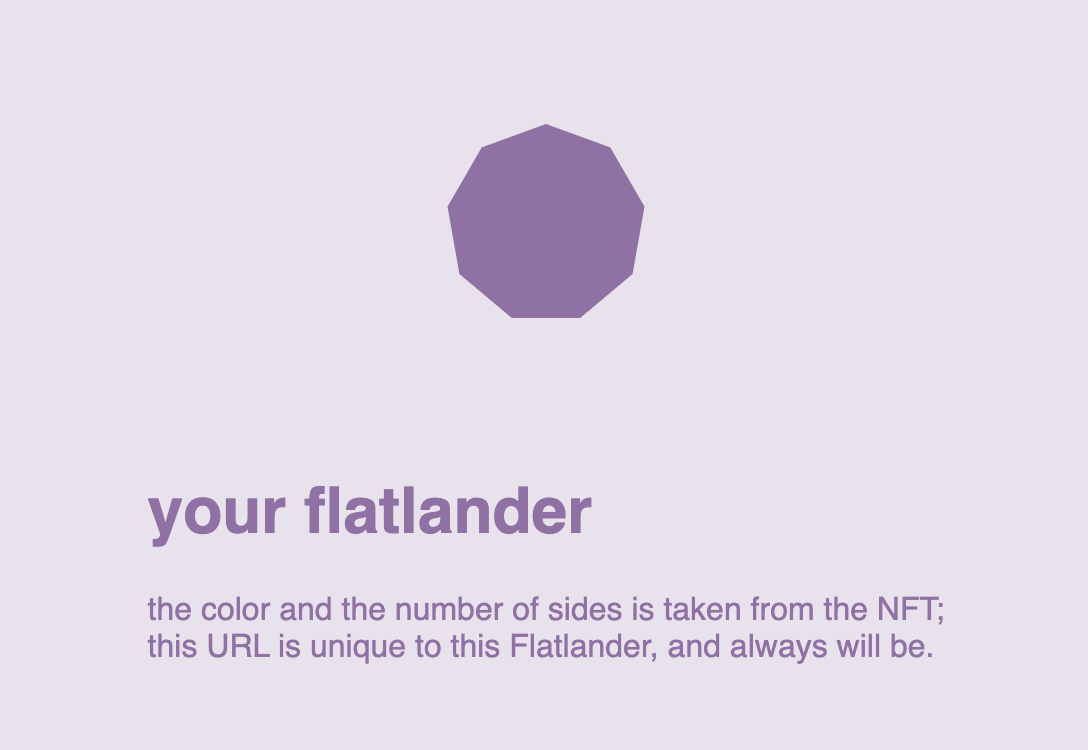 your flatlander
the color and the number of sides is taken from the NFT;
this URL is unique to this Flatlander, and always will be.